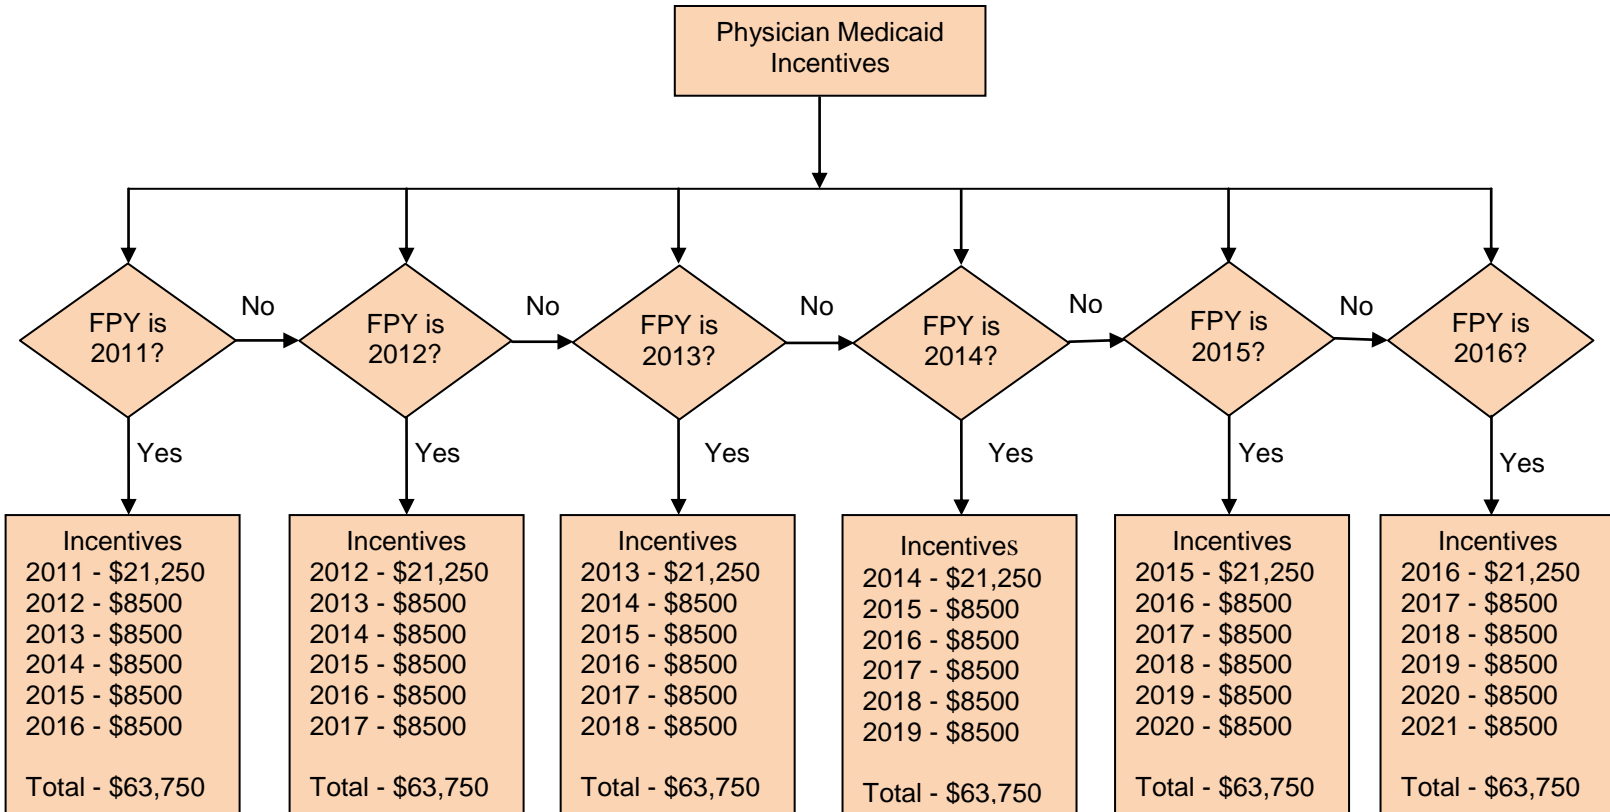 Physician Medicaid
Incentives
FPY is
2011?
No
FPY is
2012?
No
FPY is
2013?
No
FPY is
2014?
No
FPY is
2015?
No
FPY is
2016?
Yes
Yes
Yes
Yes
Yes
Yes
Incentives
2011 - $21,250
2012 - $8500
2013 - $8500
2014 - $8500
2015 - $8500
2016 - $8500
Total - $63,750
Incentives
2012 - $21,250
2013 - $8500
2014 - $8500
2015 - $8500
2016 - $8500
2017 - $8500
Total - $63,750
Incentives
2013 - $21,250
2014 - $8500
2015 - $8500
2016 - $8500
2017 - $8500
2018 - $8500
Total - $63,750
Incentives
2014 - $21,250
2015 - $8500
2016 - $8500
2017 - $8500
2018 - $8500
2019 - $8500
Total - $63,750
Incentives
2015 - $21,250
2016 - $8500
2017 - $8500
2018 - $8500
2019 - $8500
2020 - $8500
Total - $63,750
Incentives
2016 - $21,250
2017 - $8500
2018 - $8500
2019 - $8500
2020 - $8500
2021 - $8500
Total - $63,750